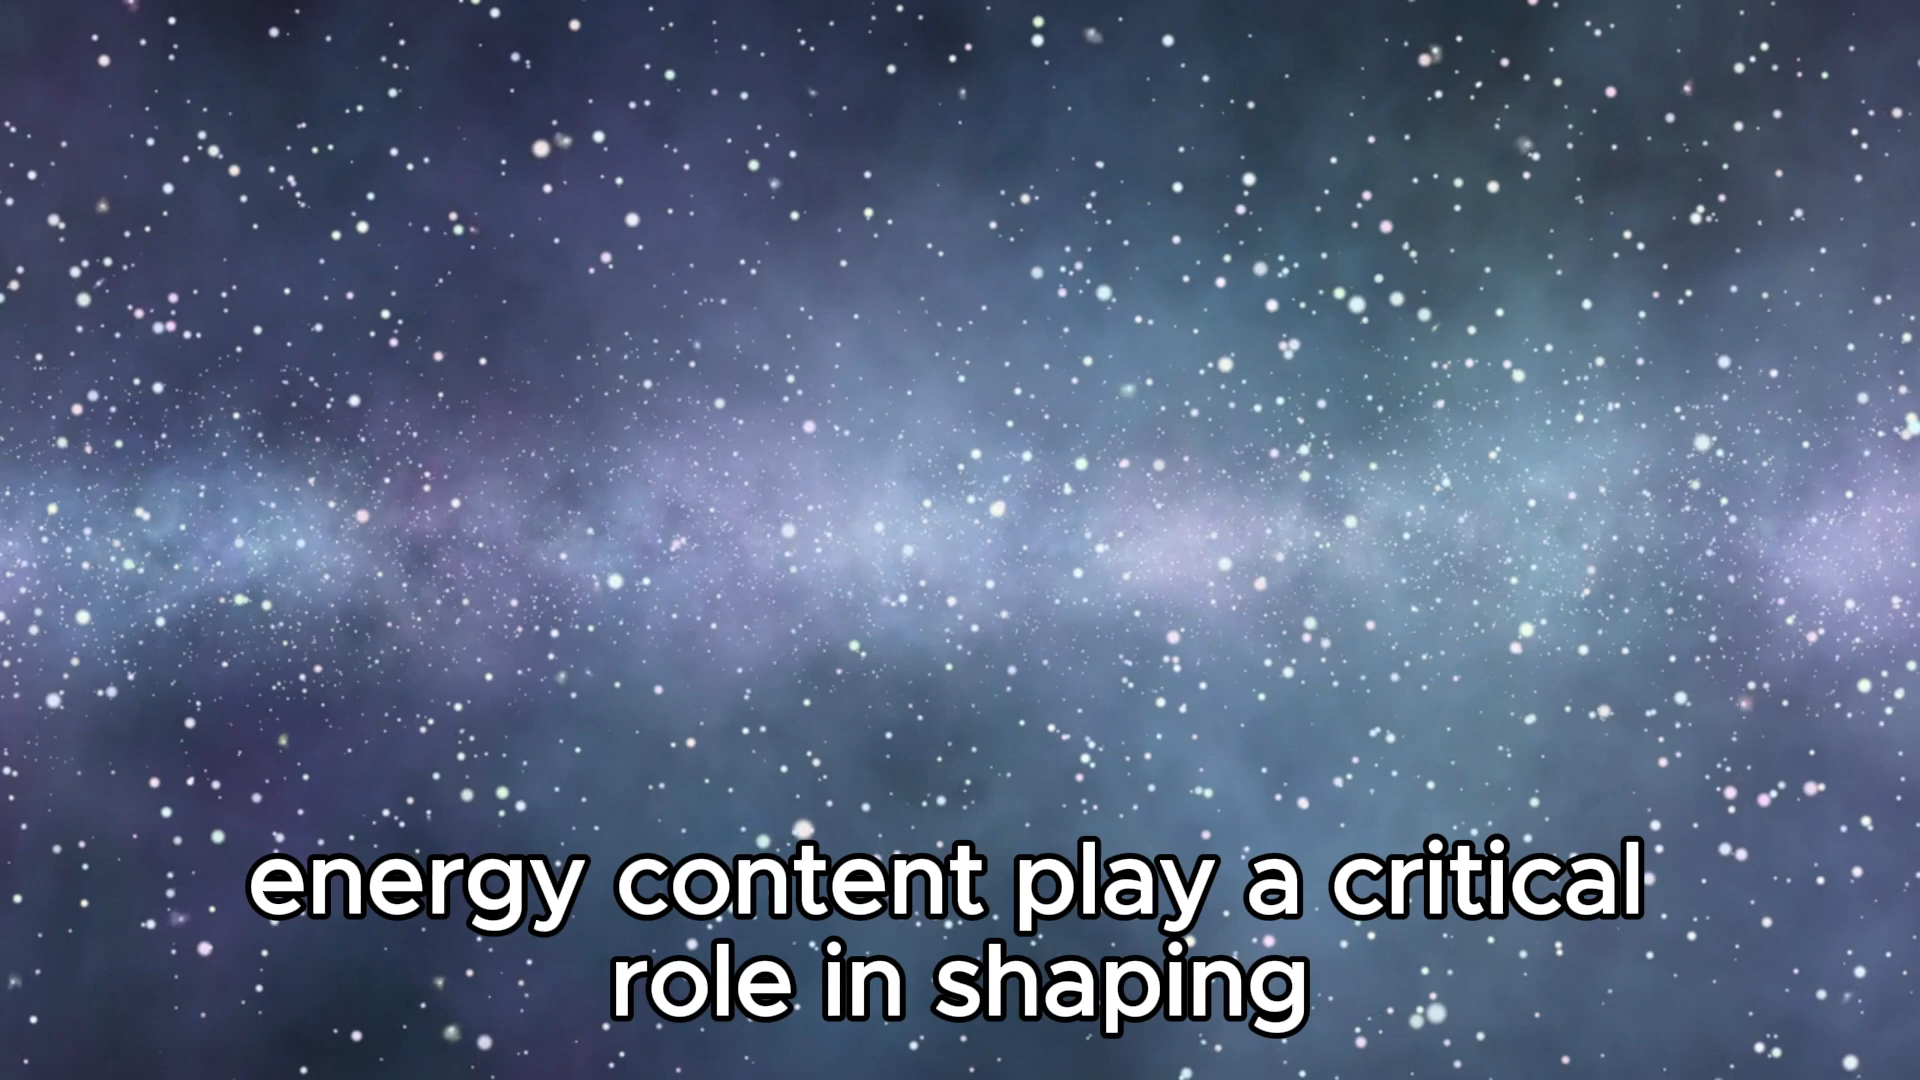 energy content play a critical
role in shaping